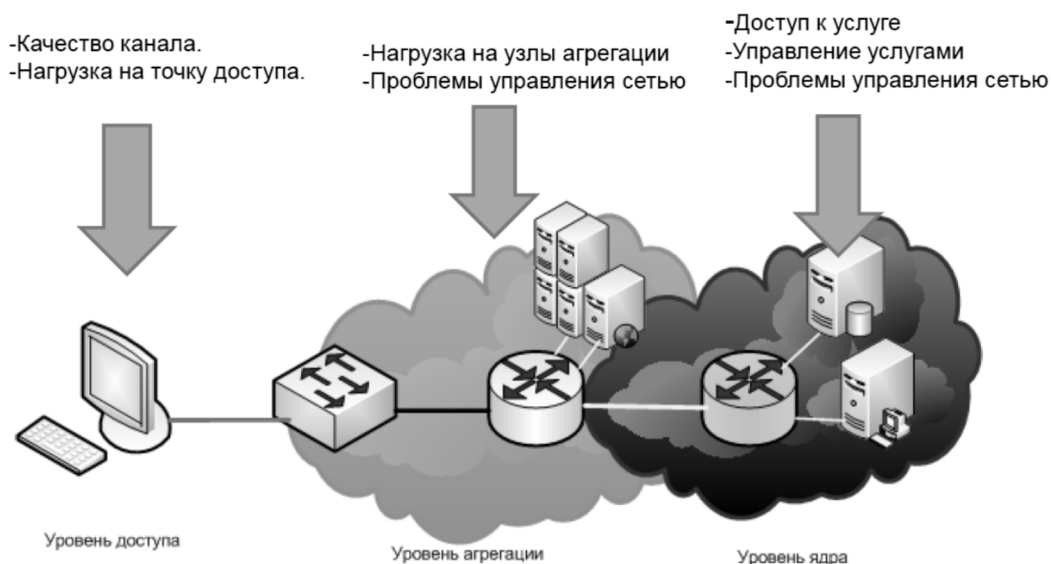 -Качество канала.
-Нагрузка на точку доступа.
-Нагрузка на узлы агрегации
-Проблемы управления сетью
-Доступ к услуге
-Управление услугами
-Проблемы управления сетью
Уровень доступа
Уровень агрегации
Уровень ядра